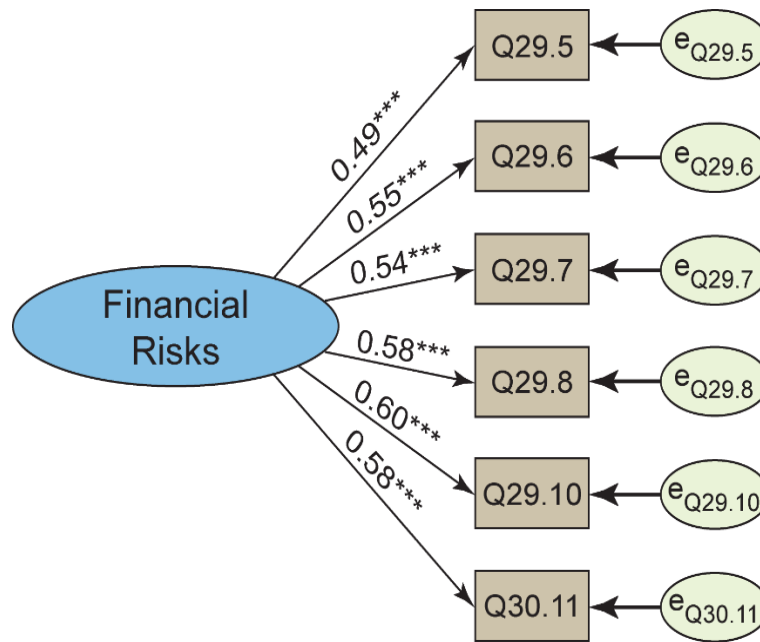 Q29.5
eQ29.5
0.49***
Q29.6
eQ29.6
0.55***
Q29.7
eQ29.7
0.54***
Financial
Risks
0.58***
Q29.8
eQ29.8
0.60***
Q29.10
eQ29.10
0.58***
Q30.11
eQ30.11